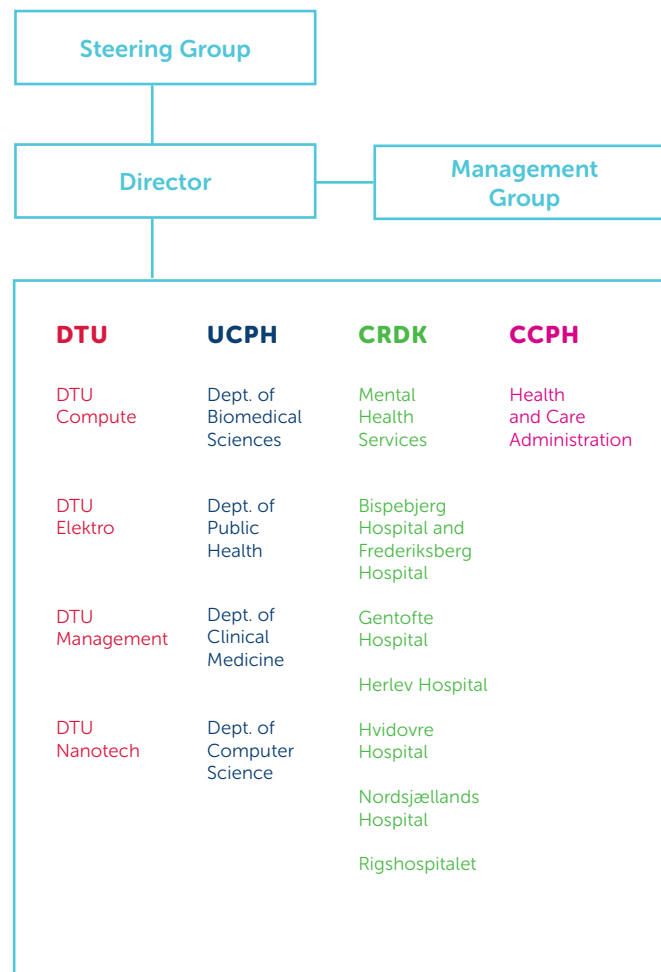 Steering Group
Director
Management
Group
DTU
DTU
Compute
DTU
Elektro
DTU
Management
DTU
Nanotech
UCPH
Dept. of
Biomedical
Sciences
Dept. of
Public
Health
Dept. of
Clinical
Medicine
Dept. of
Computer
Science
CRDK
Mental
Health
Services
Bispebjerg
Hospital and
Frederiksberg
Hospital
Gentofte
Hospital
Herlev Hospital
Hvidovre
Hospital
Nordsjællands
Hospital
Rigshospitalet
CCPH
Health
and Care
Administration